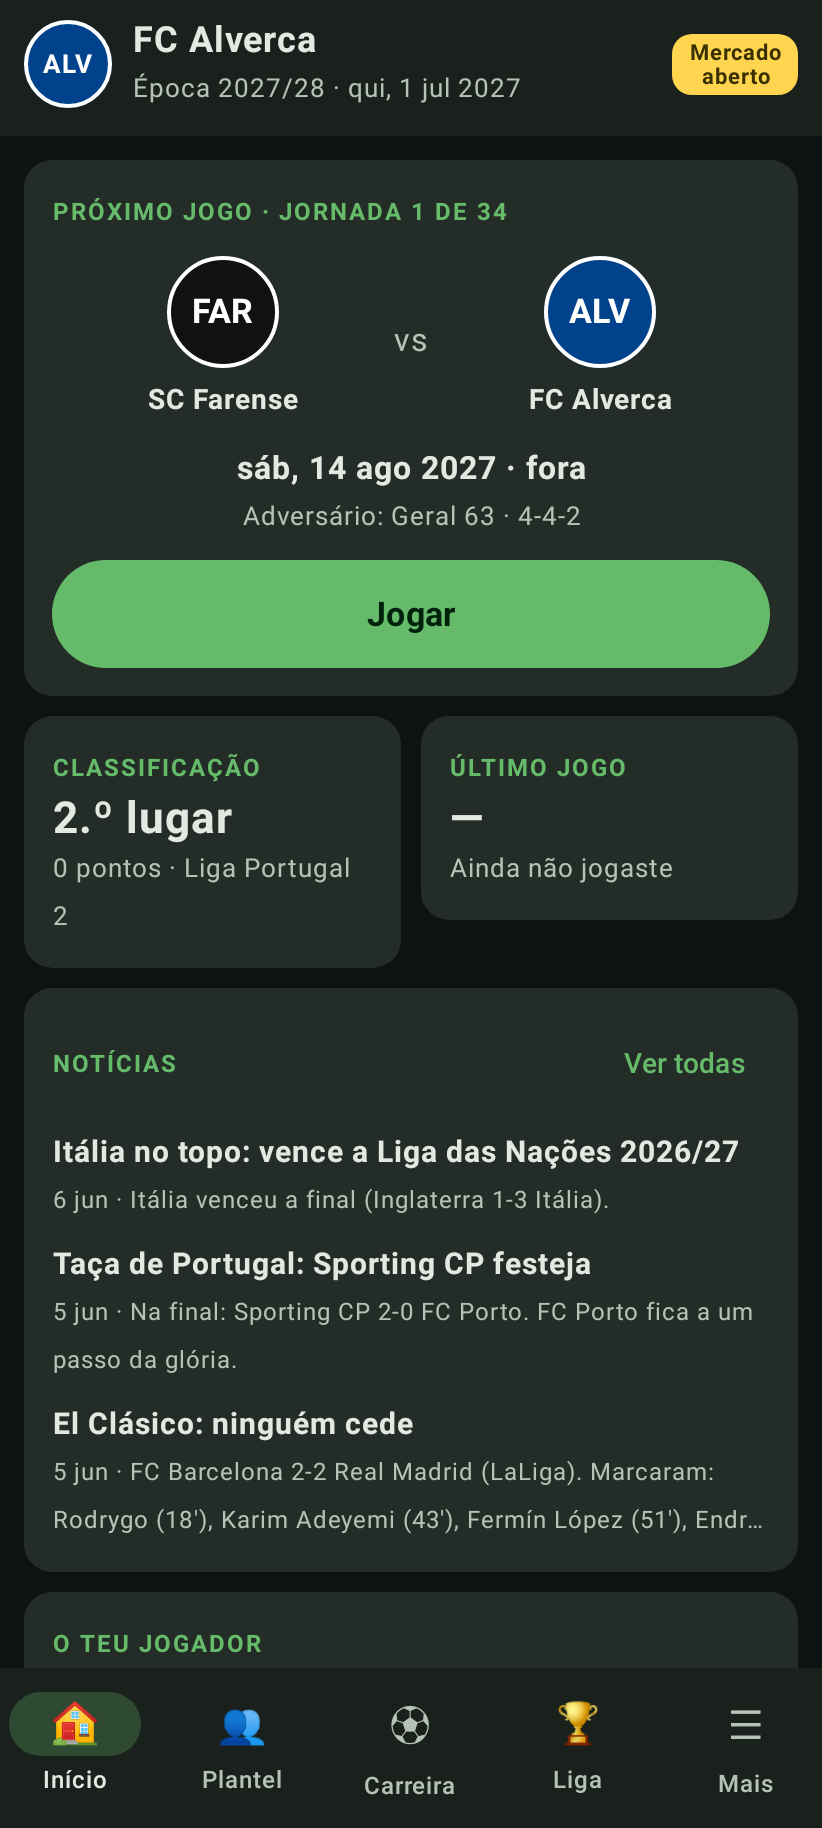 ALV
FC Alverca
Época 2027/28 · qui, 1 jul 2027
Mercado
aberto
PRÓXIMO JOGO · JORNADA 1 DE 34
FAR
vs
ALV
SC Farense
FC Alverca
sáb, 14 ago 2027 · fora
Adversário: Geral 63 · 4-4-2
Jogar
CLASSIFICAÇÃO
2.º lugar
0 pontos · Liga Portugal
2
ÚLTIMO JOGO
—
Ainda não jogaste
NOTÍCIAS
Ver todas
Itália no topo: vence a Liga das Nações 2026/27
6 jun · Itália venceu a final (Inglaterra 1-3 Itália).
Taça de Portugal: Sporting CP festeja
5 jun · Na final: Sporting CP 2-0 FC Porto. FC Porto fica a um
passo da glória.
El Clásico: ninguém cede
5 jun · FC Barcelona 2-2 Real Madrid (LaLiga). Marcaram:
Rodrygo (18'), Karim Adeyemi (43'), Fermín López (51'), Endr…
O TEU JOGADOR
Início
Plantel
Carreira
Liga
Mais